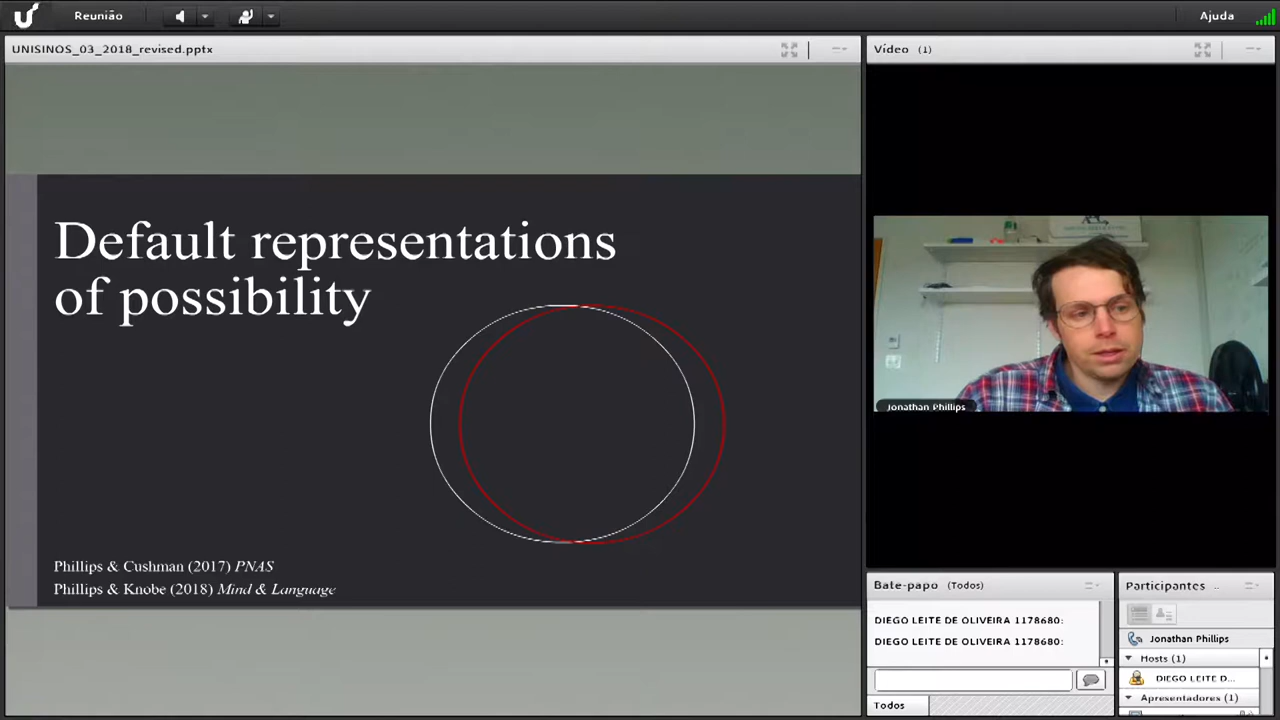 Reunião
Ajuda
UNISINOS_03_2018_revised.pptx
Vídeo (1)
Default representations
of possibility
Phillips & Cushman (2017) PNAS
Phillips & Knobe (2018) Mind & Language
Jonathan Phillips
Bate-papo (Todos)
DIEGO LEITE DE OLIVEIRA 1178680:
DIEGO LEITE DE OLIVEIRA 1178680:
Todos
Participantes ..
Jonathan Phillips
Hosts (1)
DIEGO LEITE D...
Apresentadores (1)